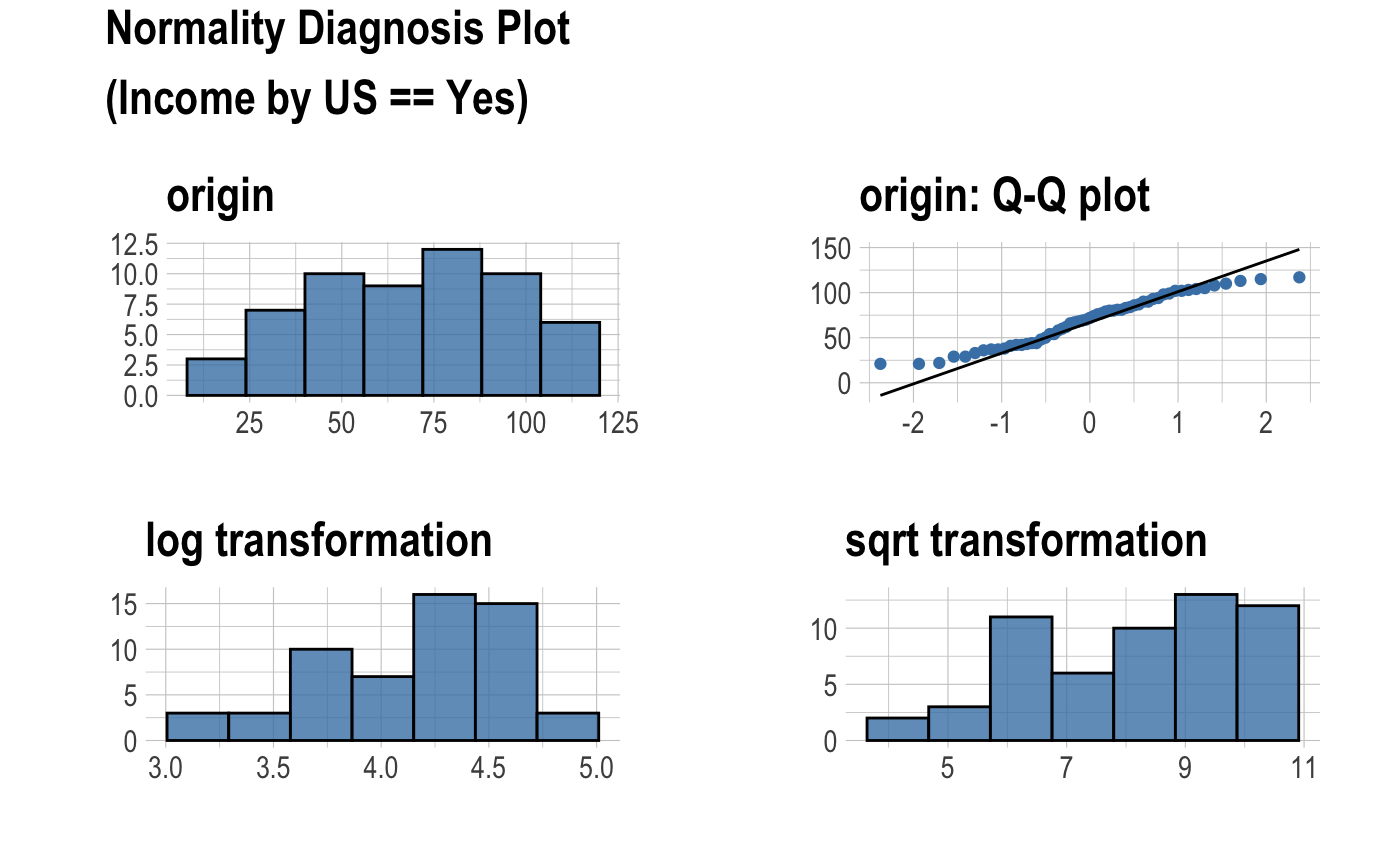 Normality Diagnosis Plot
(Income by US == Yes)
origin
12.5
10.0
7.5
5.0
2.5
0.0
25 50 75 100 125
origin: Q-Q plot
150
100
50
0
-2 -1 0 1 2
log transformation
15
10
5
0
3.0 3.5 4.0 4.5 5.0
sqrt transformation
10
5
0
5 7 9 11